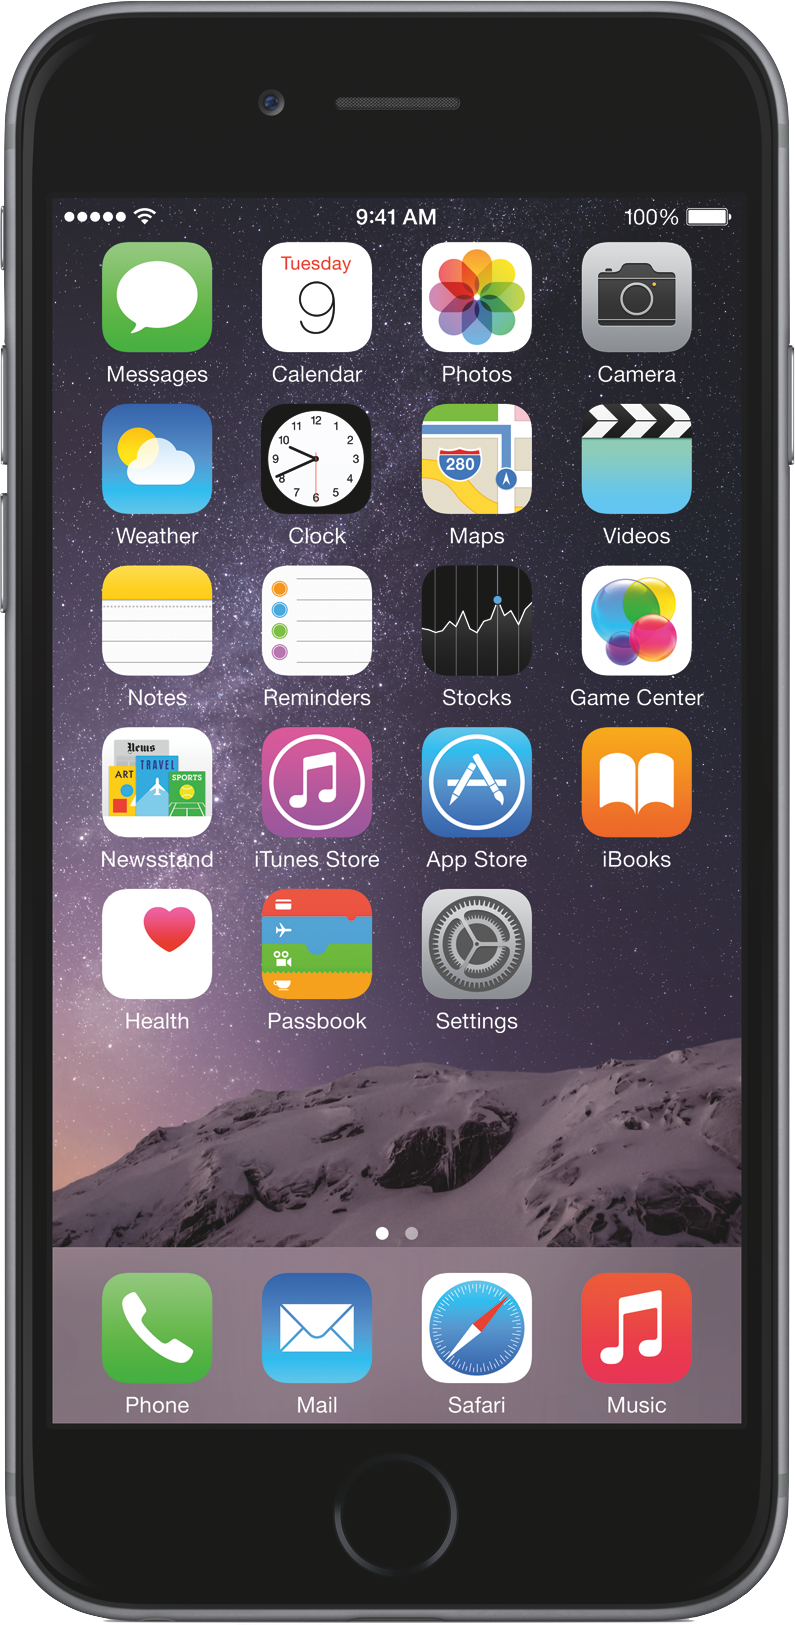 9:41 AM 100%
Tuesday
9
Messages Calendar Photos Camera
12
11 1
10 2
9 3
8 4
7 5
6
280
Weather Clock Maps Videos
Notes Reminders Stocks Game Center
News
TRAVEL
ART
SPORTS
Newsstand iTunes Store App Store iBooks
Health Passbook Settings
Phone Mail Safari Music